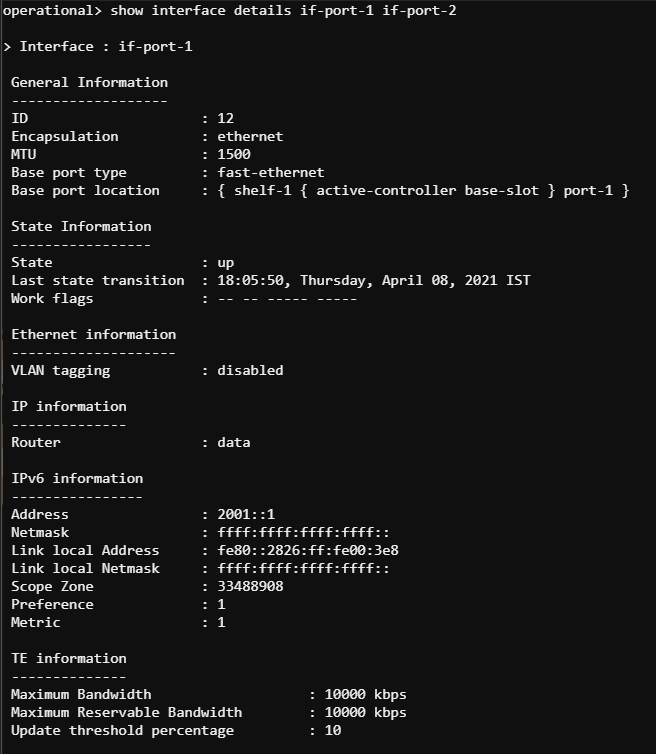 operational> show interface details if-port-1 if-port-2
> Interface : if-port-1
General Information
-------------------
ID : 12
Encapsulation : ethernet
MTU : 1500
Base port type : fast-ethernet
Base port location : { shelf-1 { active-controller base-slot } port-1 }
State Information
-----------------
State : up
Last state transition : 18:05:50, Thursday, April 08, 2021 IST
Work flags : -- -- ----- -----
Ethernet information
--------------------
VLAN tagging : disabled
IP information
--------------
Router : data
IPv6 information
----------------
Address : 2001::1
Netmask : ffff:ffff:ffff:ffff::
Link local Address : fe80::2826:ff:fe00:3e8
Link local Netmask : ffff:ffff:ffff:ffff::
Scope Zone : 33488908
Preference : 1
Metric : 1
TE information
--------------
Maximum Bandwidth : 10000 kbps
Maximum Reservable Bandwidth : 10000 kbps
Update threshold percentage : 10